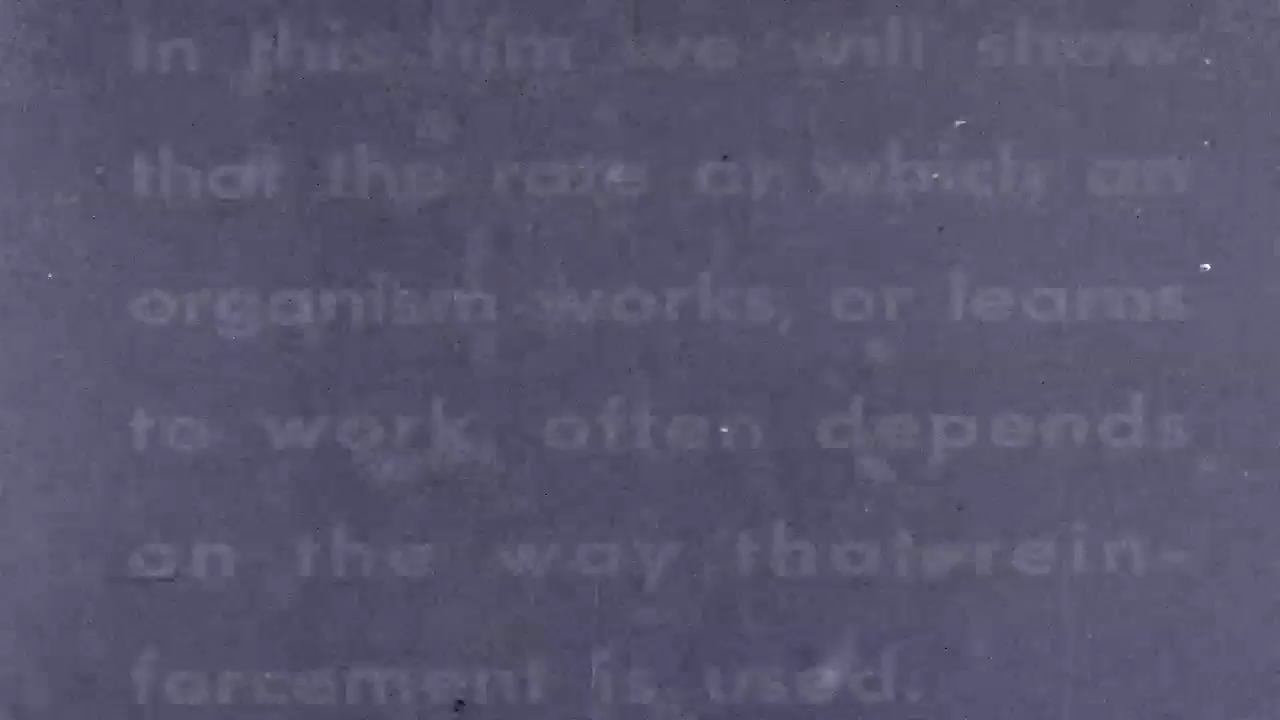 In this film we will show
that the rate at which an
organism works, or learns
to work, often depends
on the way that rein-
forcement is used.